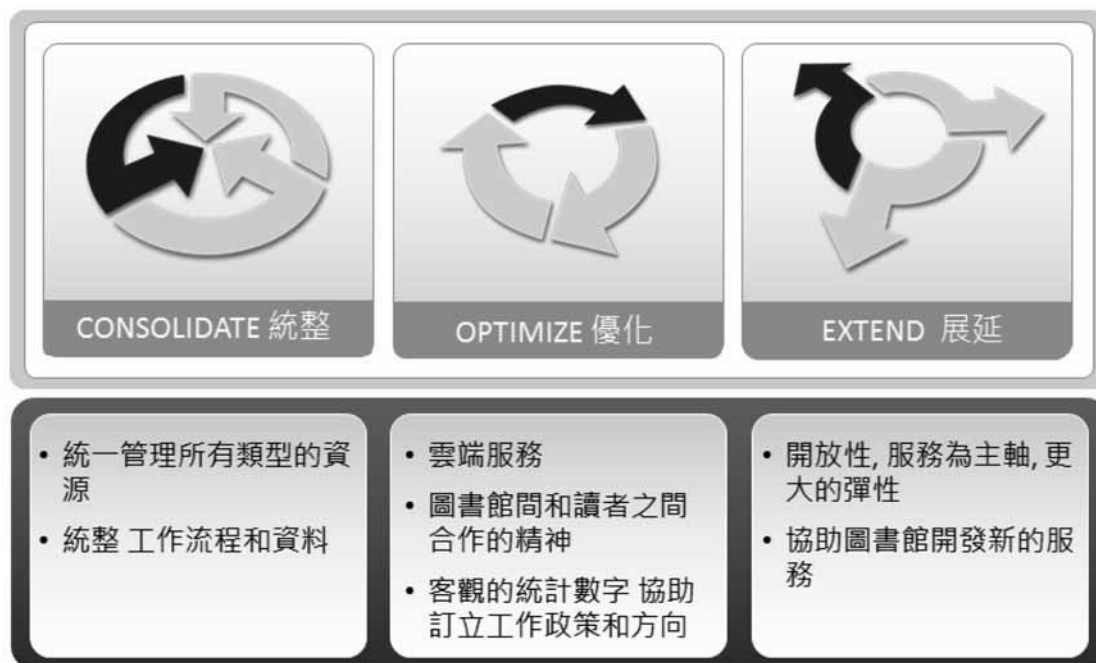 CONSOLIDATE 統整
OPTIMIZE 優化
EXTEND 展延
• 統一管理所有類型的資
源
• 統整 工作流程和資料
• 雲端服務
• 圖書館間和讀者之間
合作的精神
• 客觀的統計數字 協助
訂立工作政策和方向
• 開放性, 服務為主軸, 更
大的彈性
• 協助圖書館開發新的服
務